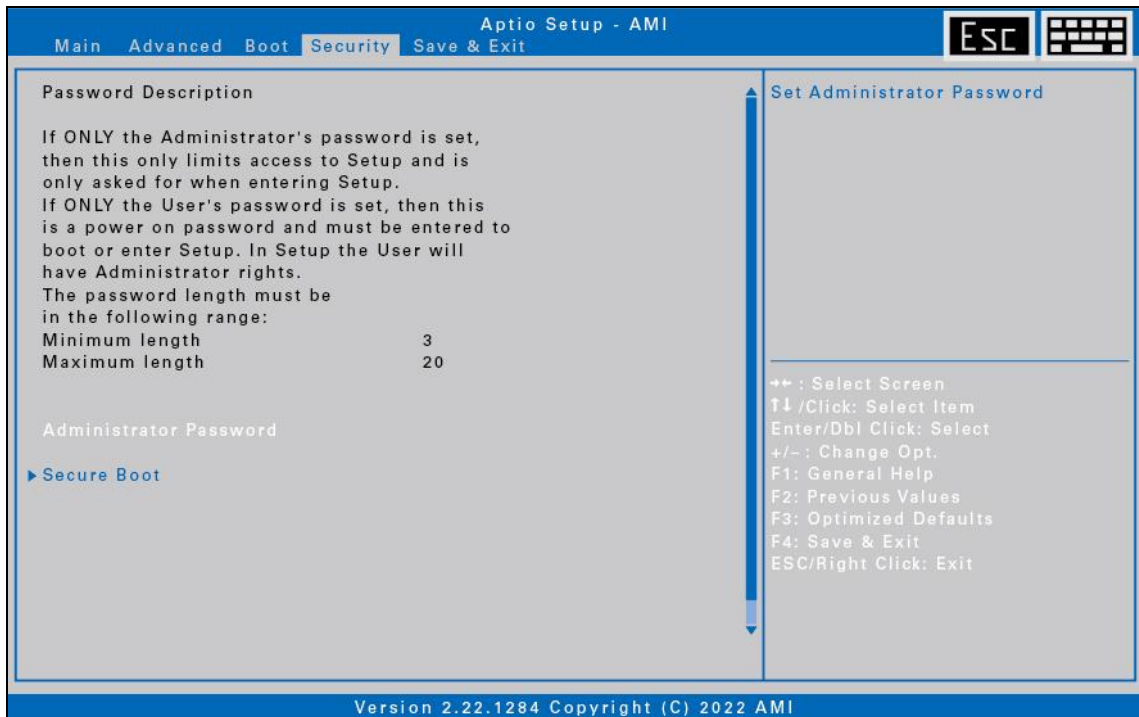 Aptio Setup - AMI
Main Advanced Boot Security Save & Exit
Esc
Password Description
If ONLY the Administrator's password is set,
then this only limits access to Setup and is
only asked for when entering Setup.
If ONLY the User's password is set, then this
is a power on password and must be entered to
boot or enter Setup. In Setup the User will
have Administrator rights.
The password length must be
in the following range:
Minimum length 3
Maximum length 20
Administrator Password
Secure Boot
Set Administrator Password
→← : Select Screen
↑↓ /Click: Select Item
Enter/Dbl Click: Select
+/– : Change Opt.
F1: General Help
F2: Previous Values
F3: Optimized Defaults
F4: Save & Exit
ESC/Right Click: Exit
Version 2.22.1284 Copyright (C) 2022 AMI